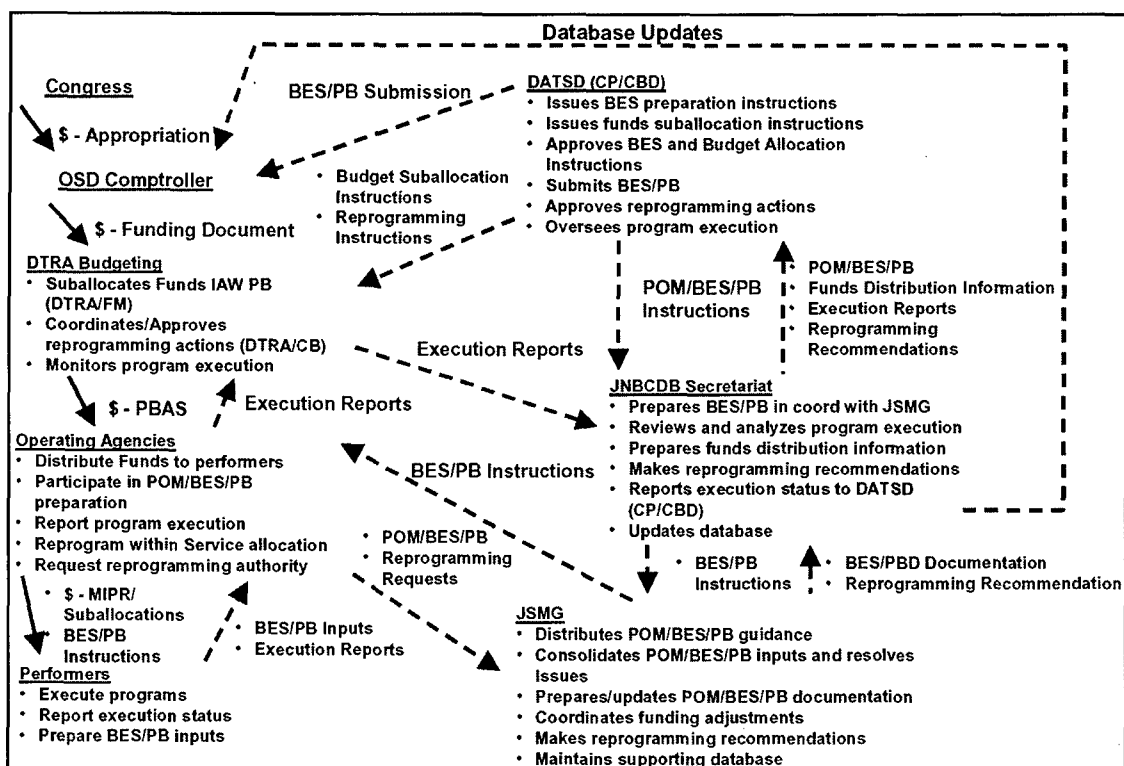 Database Updates
Congress
$ - Appropriation
OSD Comptroller
$ - Funding Document
BES/PB Submission
DATSD (CP/CBD)
• Issues BES preparation instructions
• Issues funds suballocation instructions
• Approves BES and Budget Allocation
Instructions
• Submits BES/PB
• Approves reprogramming actions
• Oversees program execution
• Budget Suballocation
Instructions
• Reprogramming
Instructions
DTRA Budgeting
• Suballocates Funds IAW PB
(DTRA/FM)
• Coordinates/Approves
reprogramming actions (DTRA/CB)
• Monitors program execution
POM/BES/PB
Instructions
• POM/BES/PB
• Funds Distribution Information
• Execution Reports
• Reprogramming
Recommendations
Execution Reports
$ - PBAS
Execution Reports
JNBCDB Secretariat
• Prepares BES/PB in coord with JSMG
• Reviews and analyzes program execution
• Prepares funds distribution information
• Makes reprogramming recommendations
• Reports execution status to DATSD
(CP/CBD)
• Updates database
Operating Agencies
• Distribute Funds to performers
• Participate in POM/BES/PB
preparation
• Report program execution
• Reprogram within Service allocation
• Request reprogramming authority
BES/PB Instructions
• POM/BES/PB
• Reprogramming
Requests
• BES/PB
Instructions
• BES/PBD Documentation
• Reprogramming Recommendation
• $ - MIPR/
Suballocations
• BES/PB
Instructions
• BES/PB Inputs
• Execution Reports
Performers
• Execute programs
• Report execution status
• Prepare BES/PB inputs
JSMG
• Distributes POM/BES/PB guidance
• Consolidates POM/BES/PB inputs and resolves
Issues
• Prepares/updates POM/BES/PB documentation
• Coordinates funding adjustments
• Makes reprogramming recommendations
• Maintains supporting database